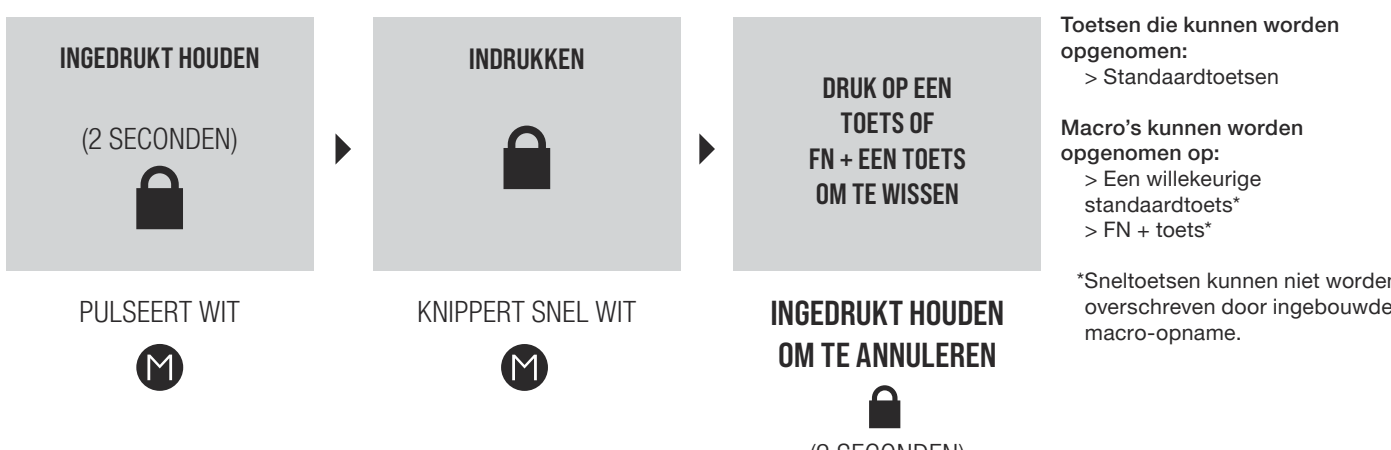 INGEDRUKT HOUDEN
(2 SECONDEN)
PULSEERT WIT
M
INDRUKKEN
KNIPPERT SNEL WIT
M
DRUK OP EEN
TOETS OF
FN + EEN TOETS
OM TE WISSEN
INGEDRUKT HOUDEN
OM TE ANNULEREN
(2 SECONDEN)
Toetsen die kunnen worden
opgenomen:
> Standaardtoetsen
Macro's kunnen worden
opgenomen op:
> Een willekeurige
standaardtoets*
> FN + toets*
*Sneltoetsen kunnen niet worden
overschreven door ingebouwde
macro-opname.